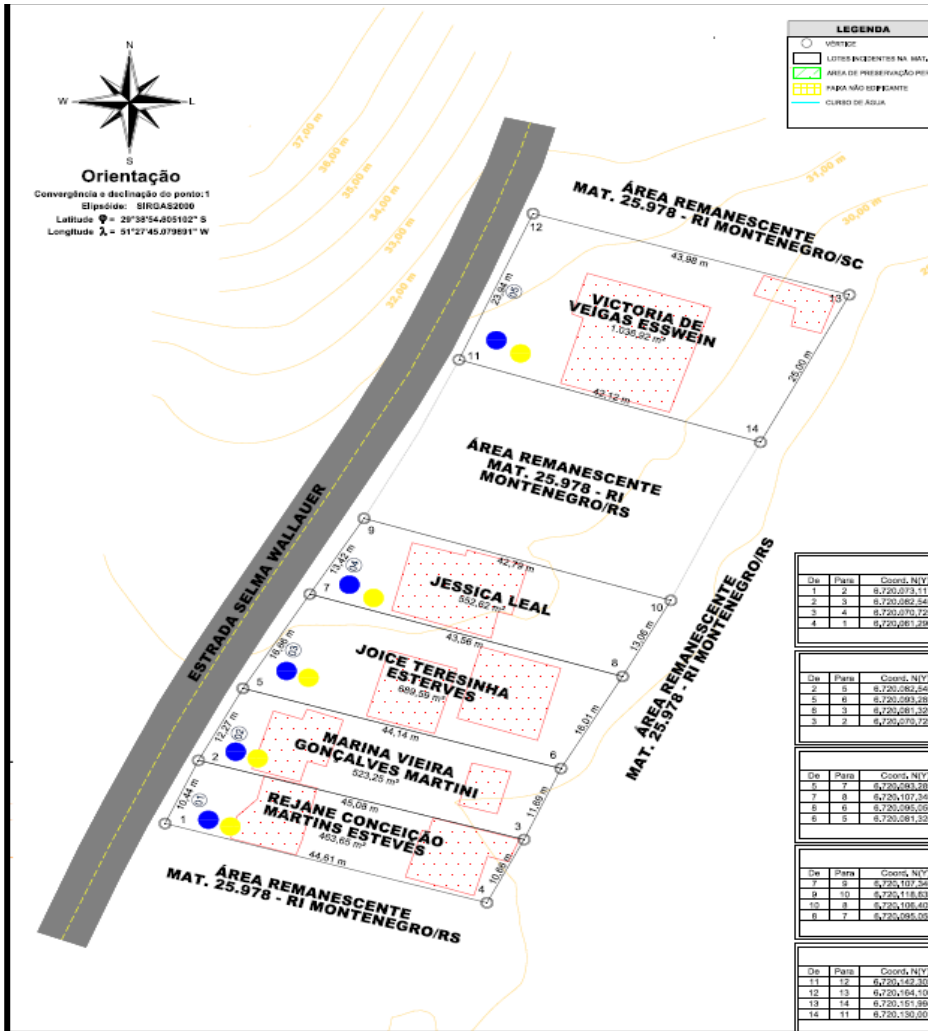 N
W
L
S
Orientação
Convergência e declinação do ponto:1
Elipsóide: SIRGAS2000
Latitude φ = 29°38'54,805102" S
Longitude λ = 51°27'45,079891" W
LEGENDA
VÉRTICE
LOTES INCIDENTES NA MAT.
FAIXA NÃO EDIFICANTE
CURSO DE ÁGUA
37,00 m
36,00 m
35,00 m
34,00 m
33,00 m
32,00 m
31,00 m
30,00 m
ÁREA REMANESCENTE
MAT. 25.978 - RI MONTENEGRO/SC
12
43,98 m
13
23,94 m
05
VICTORIA DE
VEIGAS ESSWEIN
25,00 m
11
42,12 m
14
ÁREA REMANESCENTE
MAT. 25.978 - RI
MONTENEGRO/RS
ESTRADA SELMA WALLAUER
9
42,79 m
13,42 m
04
JESSICA LEAL
552,62 m²
10
7
43,56 m
13,06 m
8
03
JOICE TERESINHA
ESTERVES
689,59 m²
16,01 m
5
44,14 m
6
12,27 m
02
MARINA VIEIRA
GONÇALVES MARTINI
523,25 m²
11,69 m
2
45,08 m
3
10,44 m
01
REJANE CONCEIÇÃO
MARTINS ESTEVES
463,65 m²
10,66 m
1
44,61 m
4
ÁREA REMANESCENTE
MAT. 25.978 - RI MONTENEGRO/RS
ÁREA REMANESCENTE
MAT. 25.978 - RI MONTENEGRO/RS
De Para Coord. N(Y)
1 2 6.720.073,11
2 3 6.720.082,54
3 4 6.720.070,72
4 1 6.720.061,29
De Para Coord. N(Y)
2 5 6.720.082,54
5 6 6.720.093,28
6 3 6.720.081,32
3 2 6.720.070,72
De Para Coord. N(Y)
5 7 6.720.093,28
7 8 6.720.107,34
8 6 6.720.095,05
6 5 6.720.081,32
De Para Coord. N(Y)
7 9 6.720.107,34
9 10 6.720.118,63
10 8 6.720.106,40
8 7 6.720.095,05
De Para Coord. N(Y)
11 12 6.720.142,30
12 13 6.720.164,10
13 14 6.720.151,99
14 11 6.720.130,00